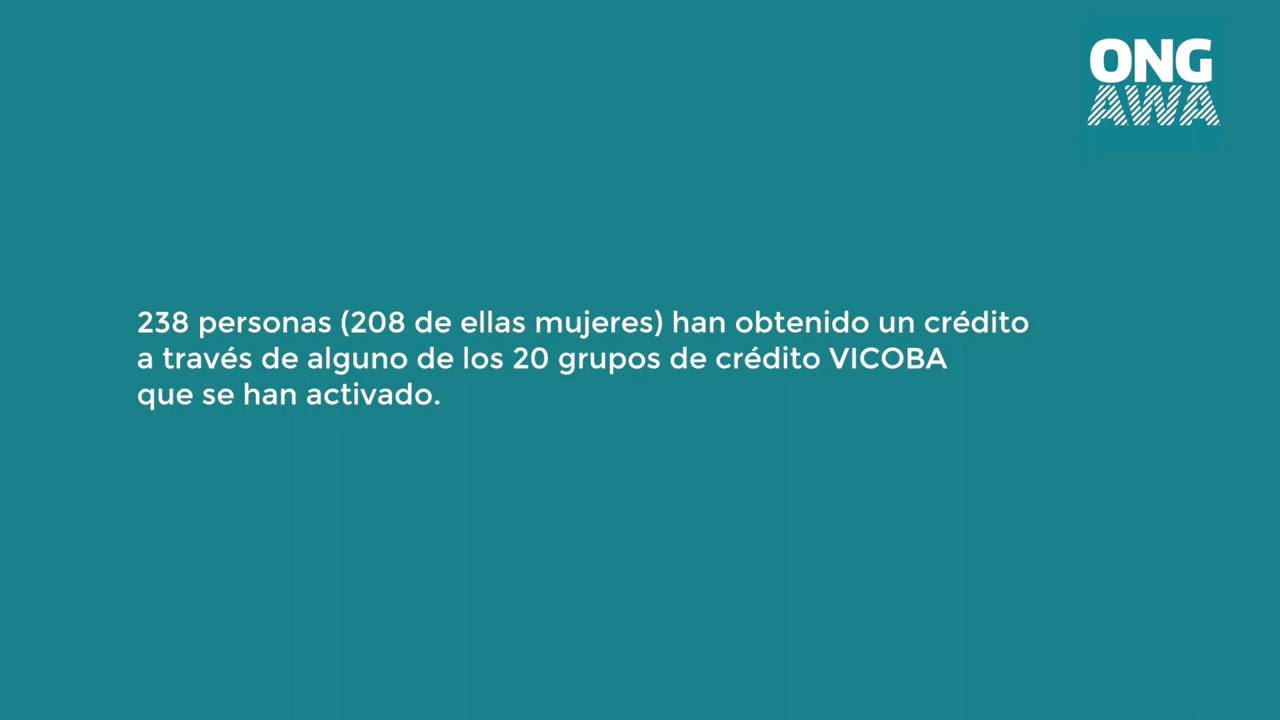 ONG
AWA
238 personas (208 de ellas mujeres) han obtenido un crédito
a través de alguno de los 20 grupos de crédito VICOBA
que se han activado.